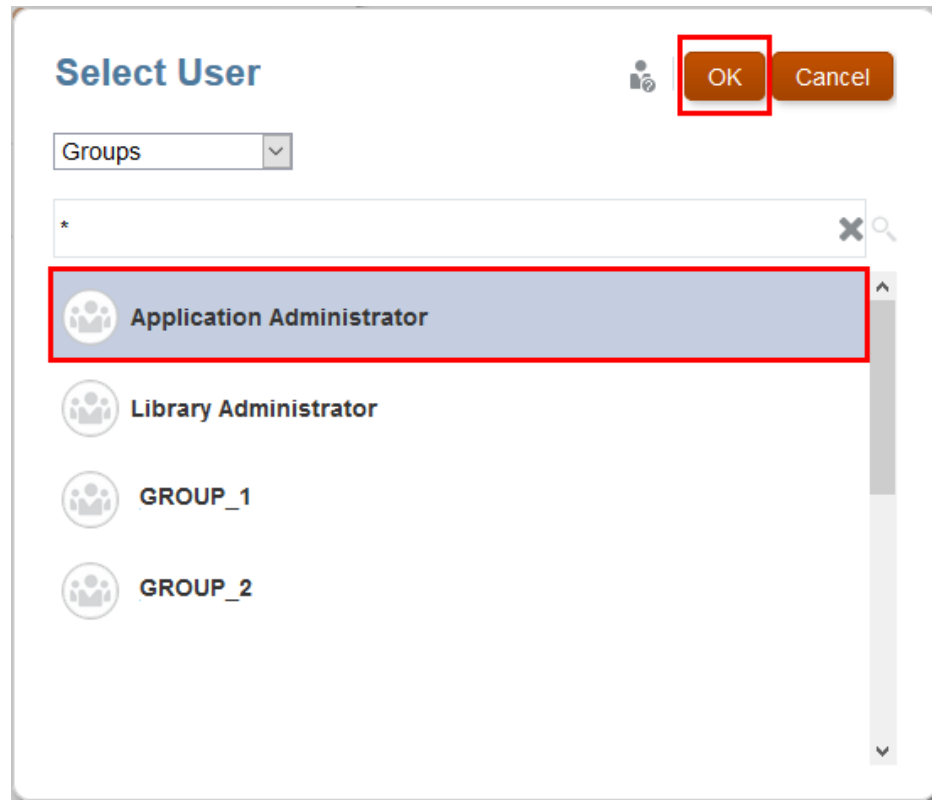 Select User
OK
Cancel
Groups
*
Application Administrator
Library Administrator
GROUP_1
GROUP_2